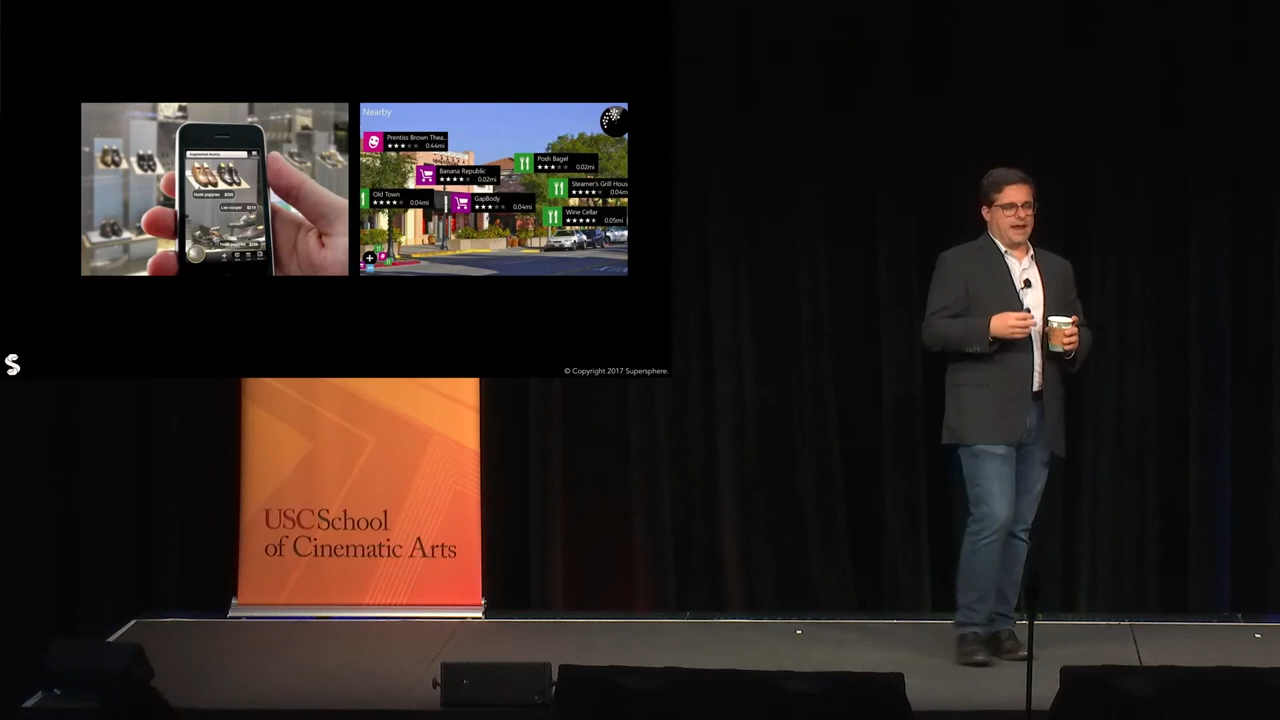 Nearby
Prentiss Brown Thea...
0.44mi
Posh Bagel
0.02mi
Banana Republic
0.02mi
Steamer's Grill Hous
0.04m
Old Town
0.04mi
GapBody
0.04mi
Wine Cellar
0.05mi
S
© Copyright 2017 Supersphere.
USC School
of Cinematic Arts